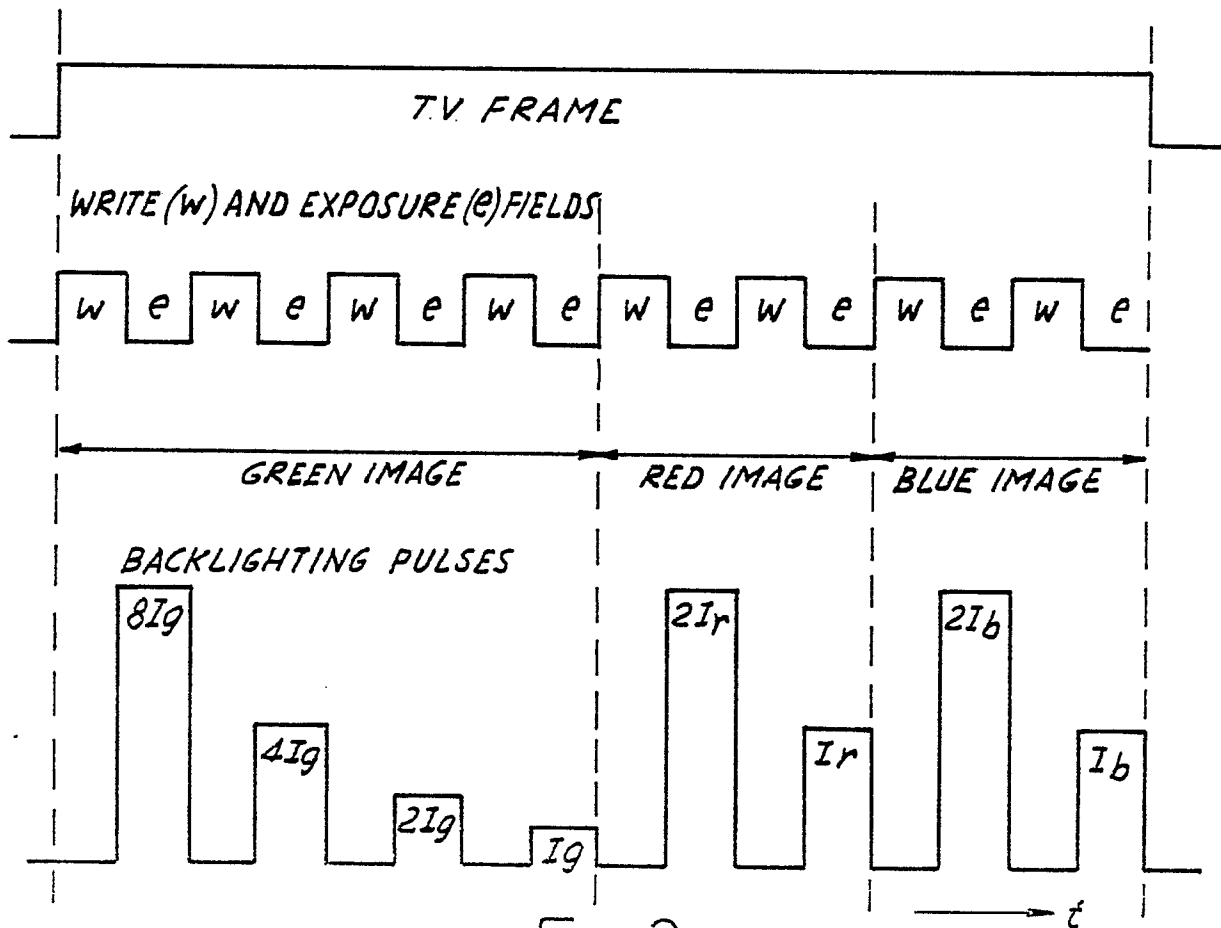 T.V. FRAME
WRITE (W) AND EXPOSURE (e) FIELDS
w e w e w e w e w e w e w e w e
GREEN IMAGE RED IMAGE BLUE IMAGE
BACKLIGHTING PULSES
8Ig 2Ir 2Ib
4Ig Ir Ib
2Ig
Ig
t